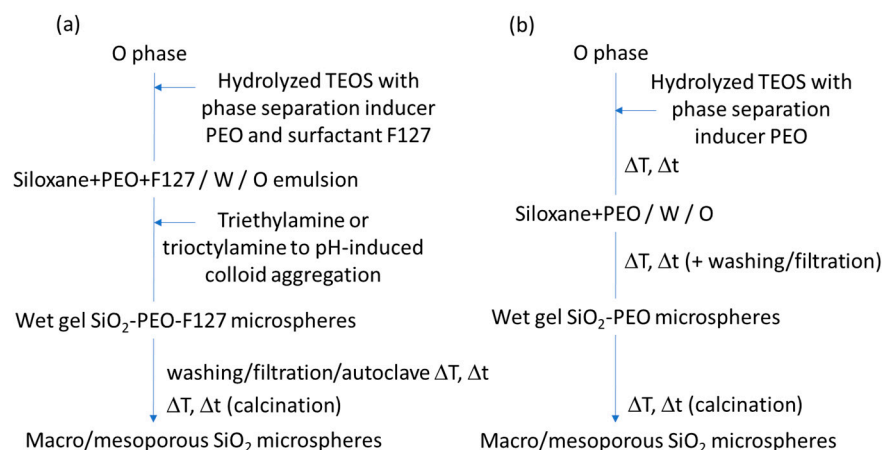 (a)
O phase
Hydrolyzed TEOS with
phase separation inducer
PEO and surfactant F127
Siloxane+PEO+F127 / W / O emulsion
Triethylamine or
trioctylamine to pH-induced
colloid aggregation
Wet gel SiO₂-PEO-F127 microspheres
washing/filtration/autoclave ΔT, Δt
ΔT, Δt (calcination)
Macro/mesoporous SiO₂ microspheres
(b)
O phase
Hydrolyzed TEOS with
phase separation
inducer PEO
ΔT, Δt
Siloxane+PEO / W / O
ΔT, Δt (+ washing/filtration)
Wet gel SiO₂-PEO microspheres
ΔT, Δt (calcination)
Macro/mesoporous SiO₂ microspheres